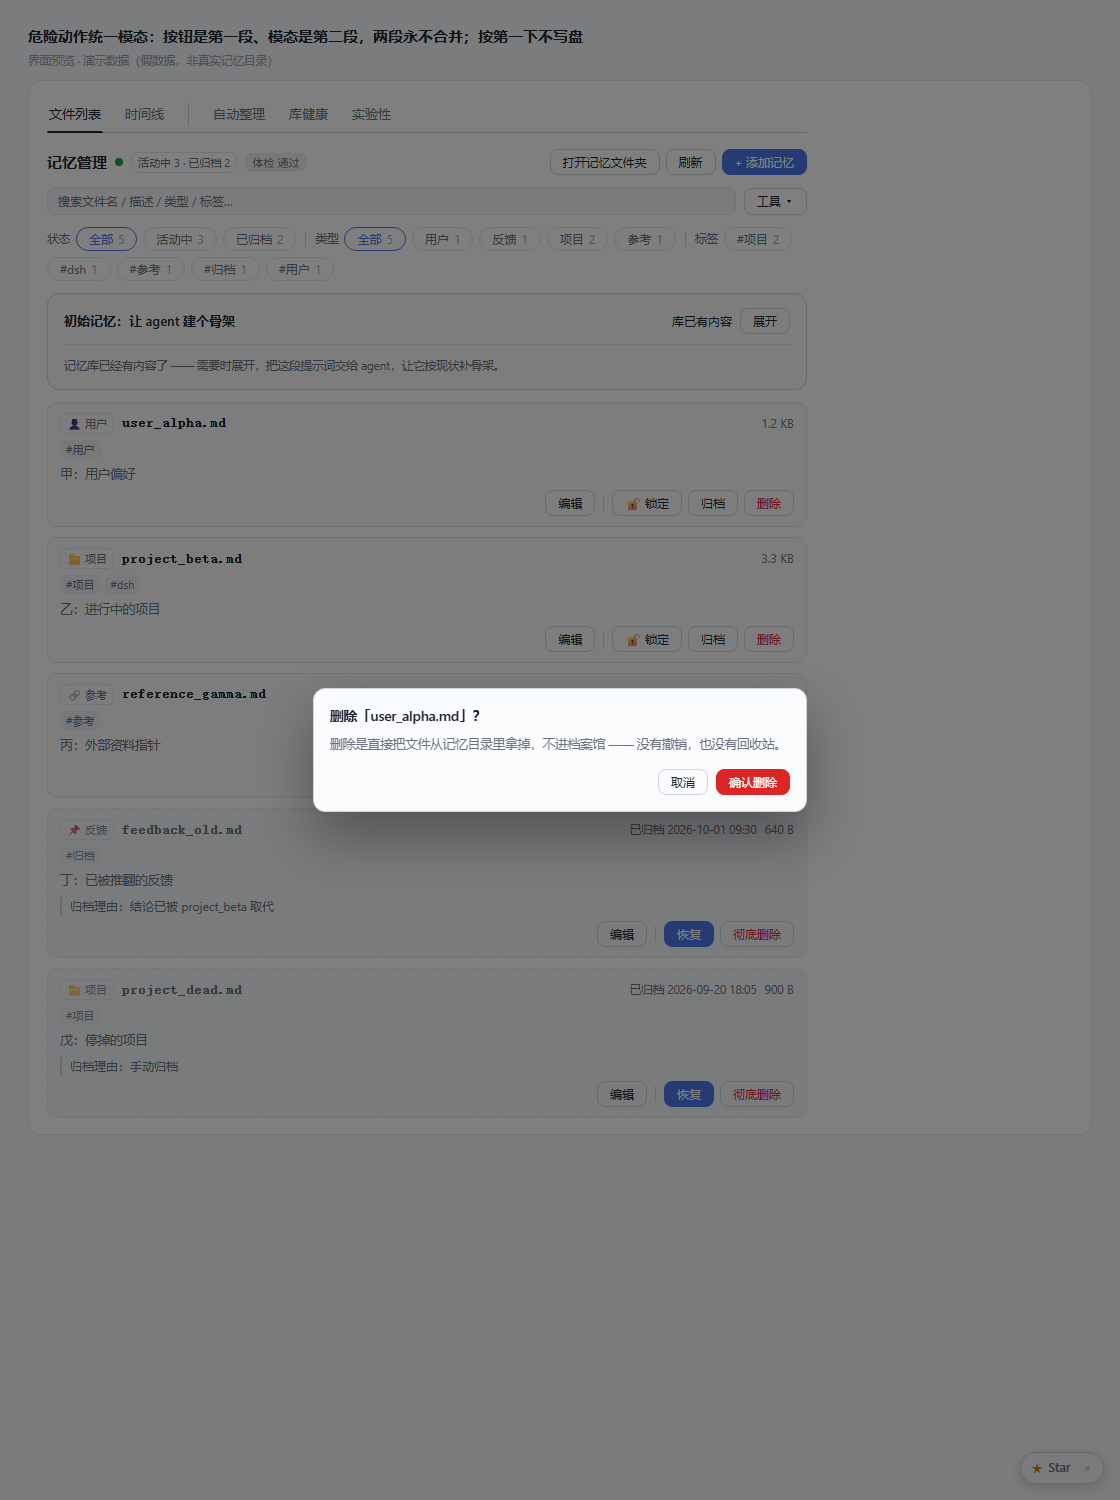 危险动作统一模态：按钮是第一段、模态是第二段，两段永不合并；按第一下不写盘
界面预览 · 演示数据（假数据，非真实记忆目录）
文件列表 时间线 自动整理 库健康 实验性
记忆管理 活动中 3 · 已归档 2 体检 通过 打开记忆文件夹 刷新 + 添加记忆
搜索文件名 / 描述 / 类型 / 标签... 工具
状态 全部 5 活动中 3 已归档 2 类型 全部 5 用户 1 反馈 1 项目 2 参考 1 标签 #项目 2
#dsh 1 #参考 1 #归档 1 #用户 1
初始记忆：让 agent 建个骨架 库已有内容 展开
记忆库已经有内容了 —— 需要时展开，把这段提示词交给 agent，让它按现状补骨架。
用户 user_alpha.md 1.2 KB
#用户
甲：用户偏好
编辑 锁定 归档 删除
项目 project_beta.md 3.3 KB
#项目 #dsh
乙：进行中的项目
编辑 锁定 归档 删除
参考 reference_gamma.md
#参考
丙：外部资料指针
删除「user_alpha.md」？
删除是直接把文件从记忆目录里拿掉，不进档案馆 —— 没有撤销，也没有回收站。
取消 确认删除
反馈 feedback_old.md 已归档 2026-10-01 09:30 640 B
#归档
丁：已被推翻的反馈
归档理由：结论已被 project_beta 取代
编辑 恢复 彻底删除
项目 project_dead.md 已归档 2026-09-20 18:05 900 B
#项目
戊：停掉的项目
归档理由：手动归档
编辑 恢复 彻底删除
★ Star ×